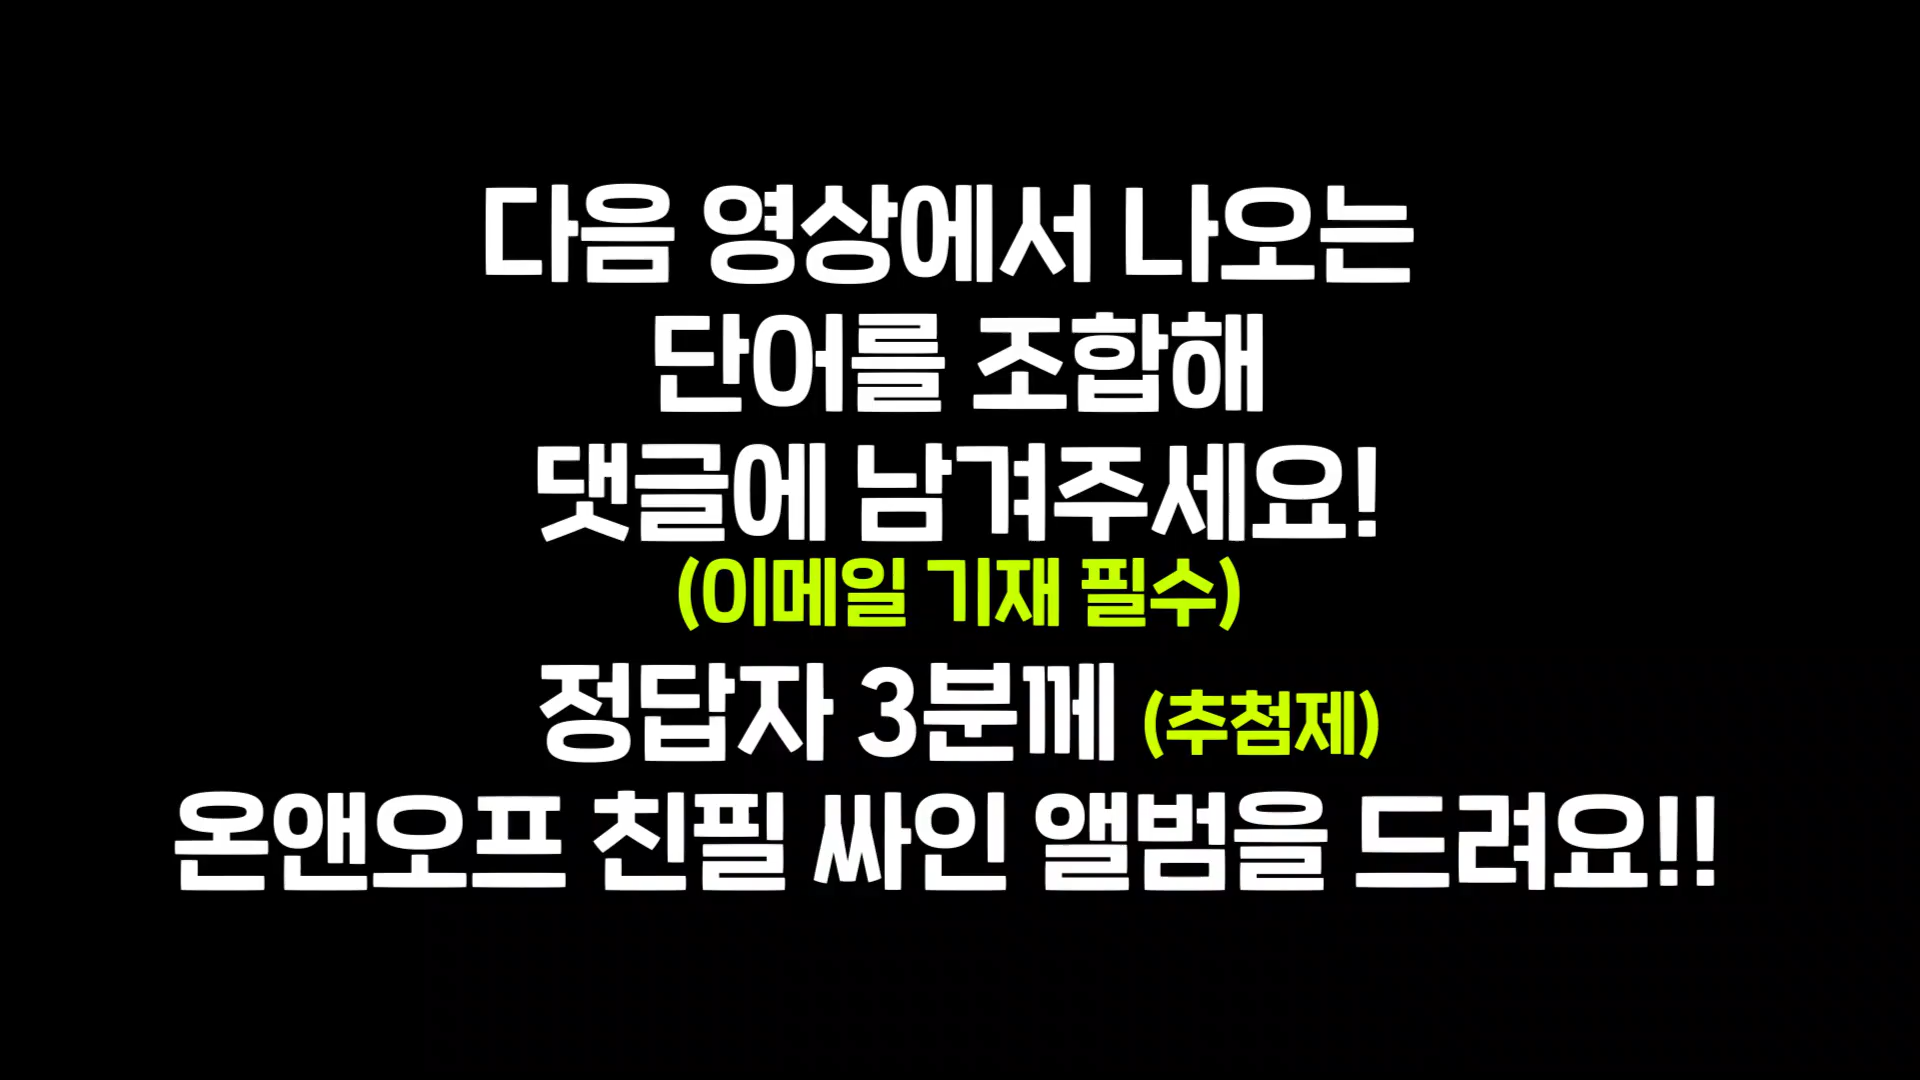 다음 영상에서 나오는
단어를 조합해
댓글에 남겨주세요!
(이메일 기재 필수)
정답자 3분께 (추첨제)
온앤오프 친필 싸인 앨범을 드려요!!